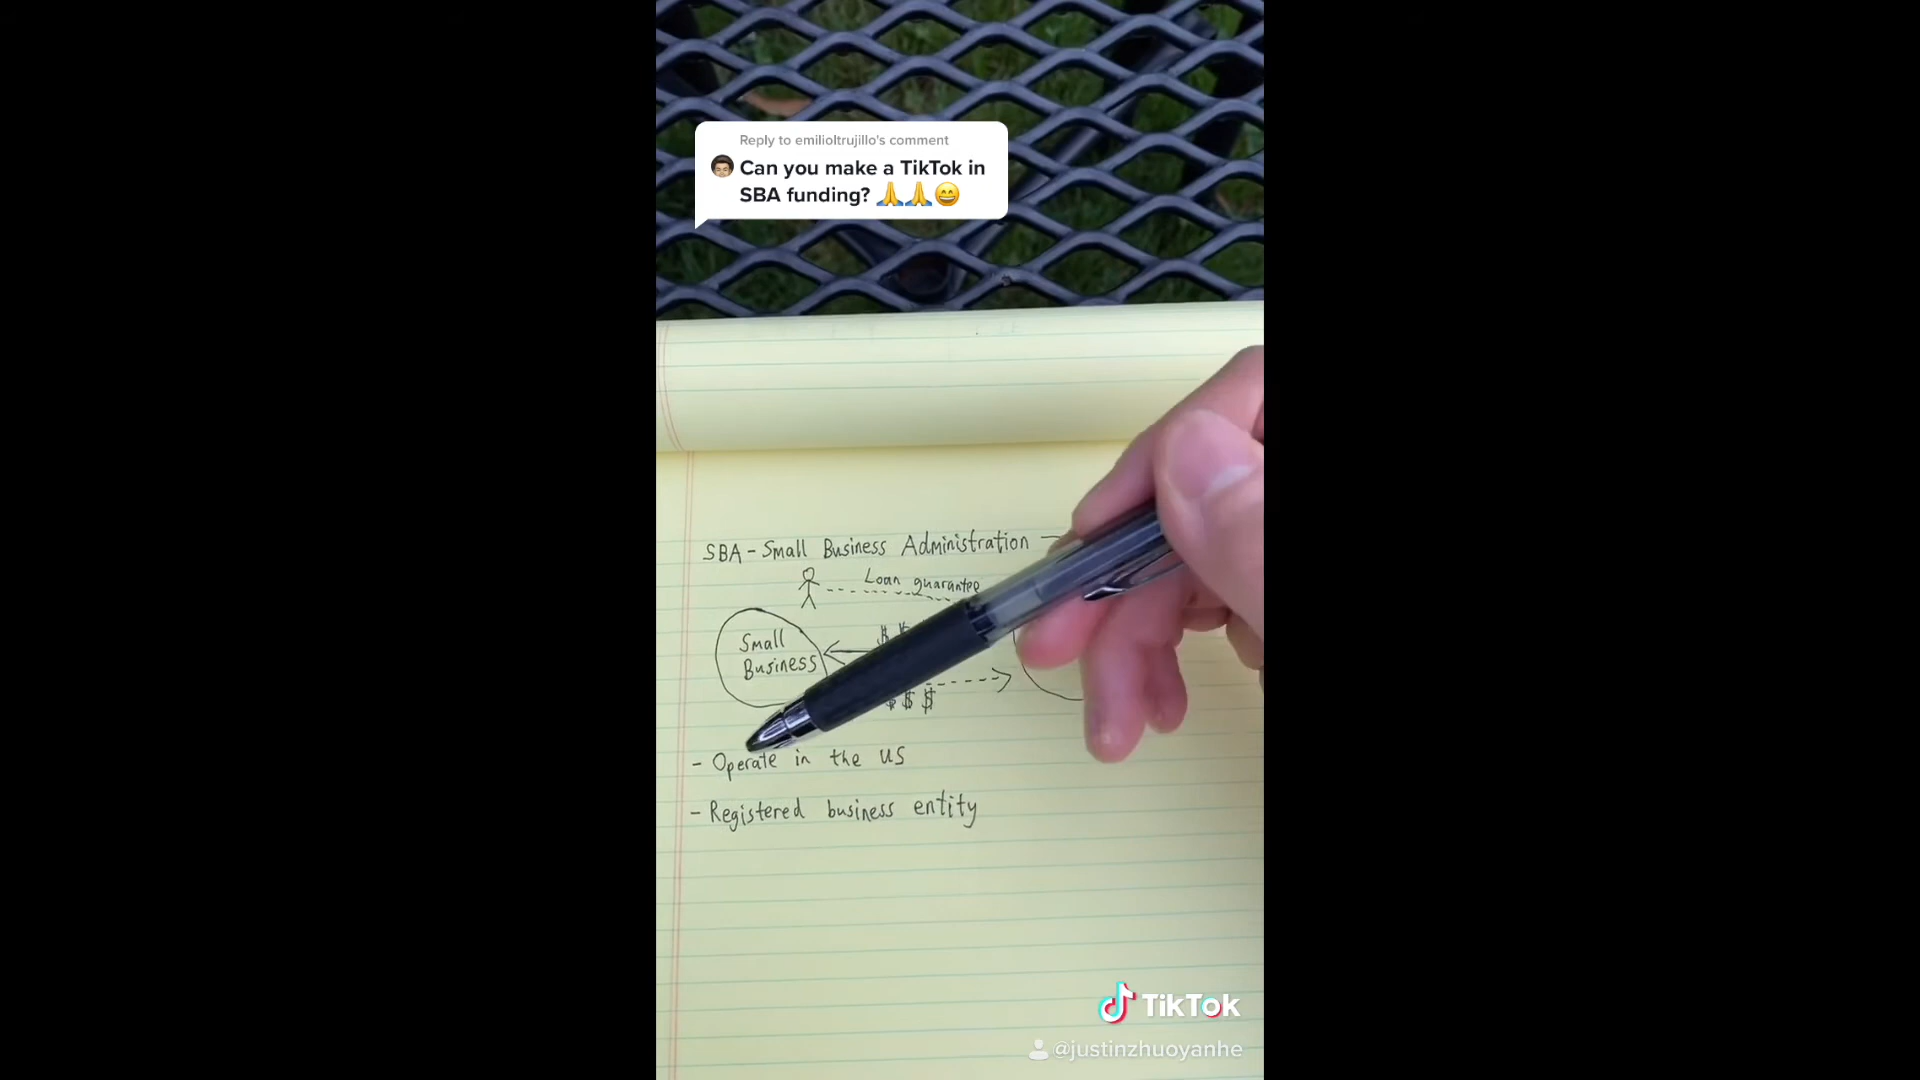 Reply to emilioltrujillo's comment
Can you make a TikTok in
SBA funding? 🙏🙏😄
SBA - Small Business Administration -
Loan guarantee
$ $
Small
Business
$ $ $
- Operate in the US
- Registered business entity
TikTok
@justinzhuoyanhe